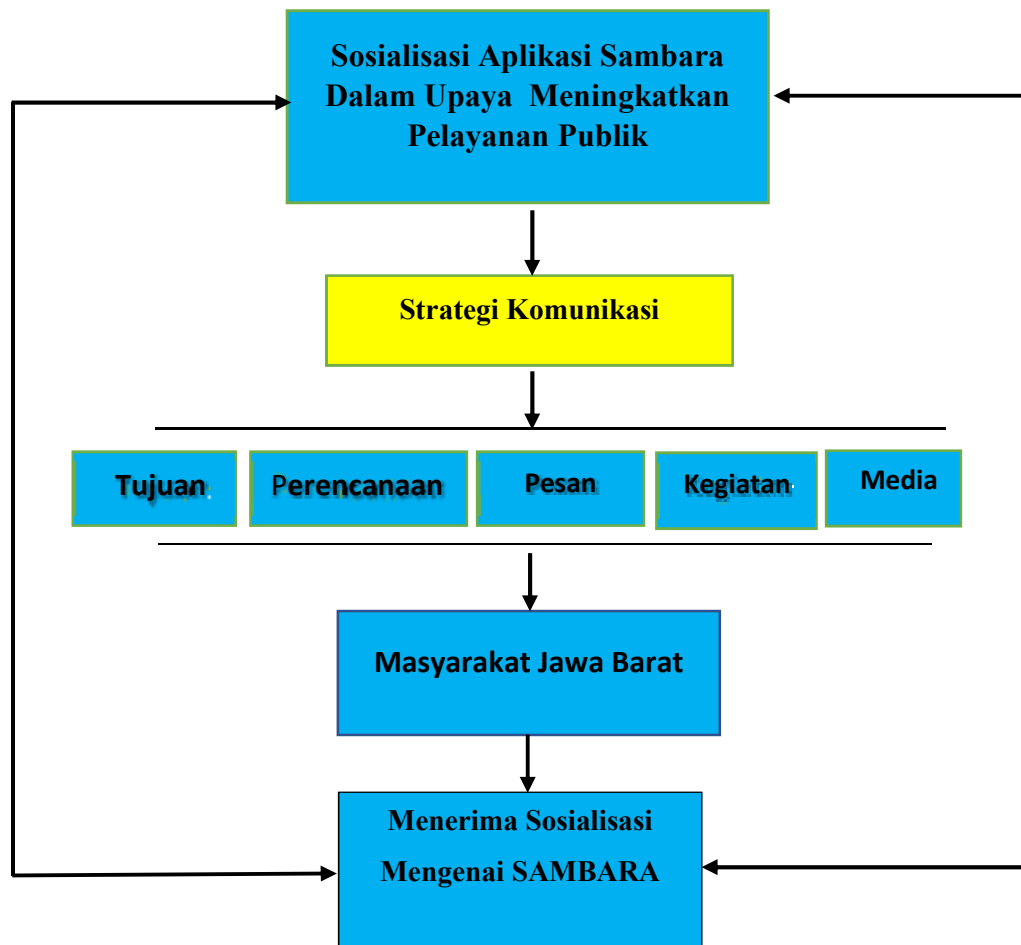 Sosialisasi Aplikasi Sambara
Dalam Upaya  Meningkatkan
Pelayanan Publik
Strategi Komunikasi
Tujuan
Perencanaan
Pesan
Kegiatan
Media
Masyarakat Jawa Barat
Menerima Sosialisasi
Mengenai SAMBARA